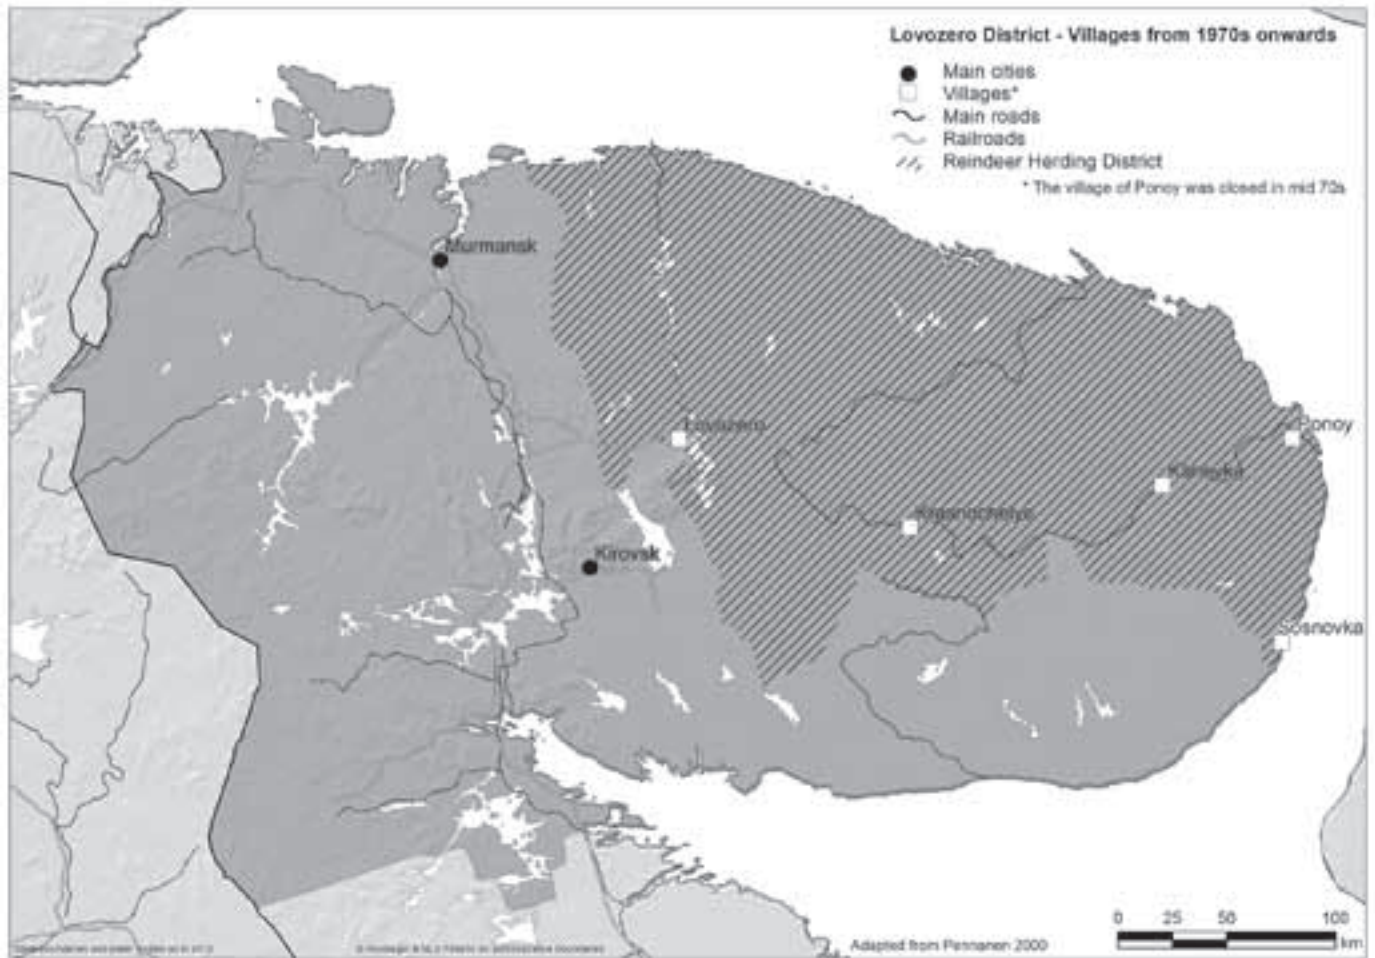 Lovozero District - Villages from 1970s onwards
Main cities
Villages*
Main roads
Railroads
Reindeer Herding District
* The village of Ponoy was closed in mid 70s
Murmansk
Lovozero
Ponoy
Kanevka
Krasnochelye
Kirovsk
Sosnovka
0 25 50 100
km
Adapted from Pennanen 2000